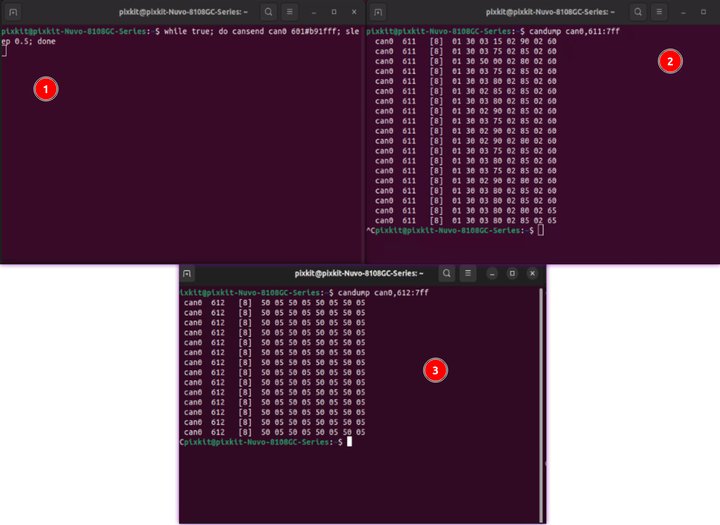 pixkit@pixkit-Nuvo-8108GC-Series: ~
pixkit@pixkit-Nuvo-8108GC-Series:~$ while true; do cansend can0 601#b91fff; sle
ep 0.5; done
1
pixkit@pixkit-Nuvo-8108GC-Series: ~
pixkit@pixkit-Nuvo-8108GC-Series:~$ candump can0,611:7ff
can0 611 [8] 01 30 03 15 02 90 02 60
can0 611 [8] 01 30 03 75 02 85 02 60
can0 611 [8] 01 30 50 00 02 80 02 60
can0 611 [8] 01 30 03 75 02 85 02 60
can0 611 [8] 01 30 03 80 02 85 02 60
can0 611 [8] 01 30 02 85 02 85 02 60
can0 611 [8] 01 30 03 80 02 85 02 60
can0 611 [8] 01 30 02 90 02 85 02 60
can0 611 [8] 01 30 03 75 02 85 02 60
can0 611 [8] 01 30 02 90 02 80 02 60
can0 611 [8] 01 30 02 90 02 85 02 60
can0 611 [8] 01 30 03 75 02 85 02 60
can0 611 [8] 01 30 03 80 02 80 02 60
can0 611 [8] 01 30 03 75 02 85 02 60
can0 611 [8] 01 30 02 90 02 80 02 60
can0 611 [8] 01 30 03 80 02 85 02 60
can0 611 [8] 01 30 03 80 02 85 02 60
can0 611 [8] 01 30 03 80 02 80 02 65
can0 611 [8] 01 30 03 80 02 85 02 65
^Cpixkit@pixkit-Nuvo-8108GC-Series:~$
2
pixkit@pixkit-Nuvo-8108GC-Series: ~
ixkit@pixkit-Nuvo-8108GC-Series:~$ candump can0,612:7ff
can0 612 [8] 50 05 50 05 50 05 50 05
can0 612 [8] 50 05 50 05 50 05 50 05
can0 612 [8] 50 05 50 05 50 05 50 05
can0 612 [8] 50 05 50 05 50 05 50 05
can0 612 [8] 50 05 50 05 50 05 50 05
can0 612 [8] 50 05 50 05 50 05 50 05
can0 612 [8] 50 05 50 05 50 05 50 05
can0 612 [8] 50 05 50 05 50 05 50 05
can0 612 [8] 50 05 50 05 50 05 50 05
can0 612 [8] 50 05 50 05 50 05 50 05
can0 612 [8] 50 05 50 05 50 05 50 05
can0 612 [8] 50 05 50 05 50 05 50 05
can0 612 [8] 50 05 50 05 50 05 50 05
can0 612 [8] 50 05 50 05 50 05 50 05
Cpixkit@pixkit-Nuvo-8108GC-Series:~$
3